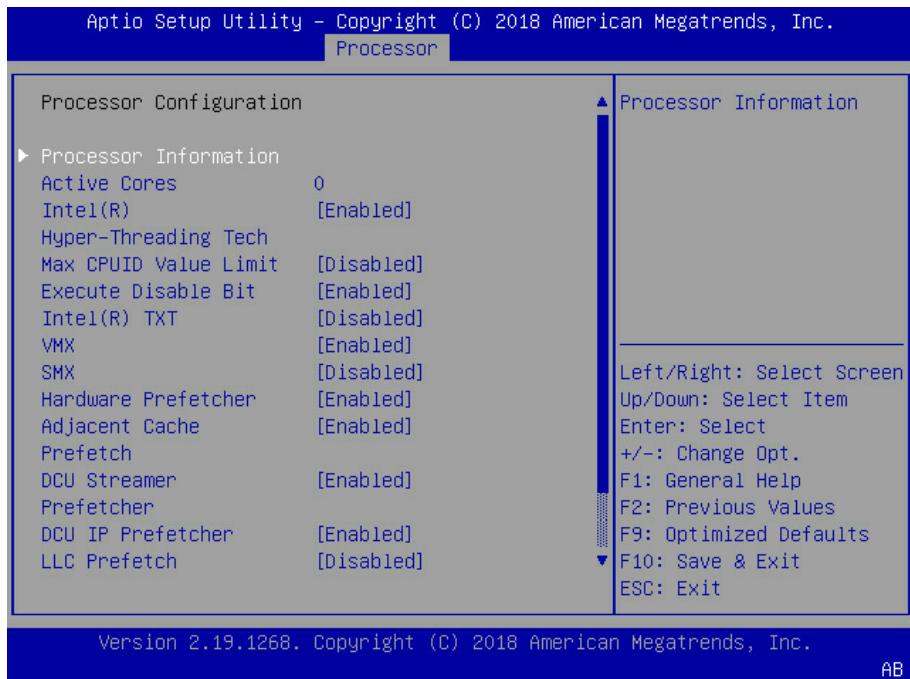 Aptio Setup Utility – Copyright (C) 2018 American Megatrends, Inc.
Processor
Processor Configuration
Processor Information
Active Cores 0
Intel(R) [Enabled]
Hyper-Threading Tech
Max CPUID Value Limit [Disabled]
Execute Disable Bit [Enabled]
Intel(R) TXT [Disabled]
VMX [Enabled]
SMX [Disabled]
Hardware Prefetcher [Enabled]
Adjacent Cache [Enabled]
Prefetch
DCU Streamer [Enabled]
Prefetcher
DCU IP Prefetcher [Enabled]
LLC Prefetch [Disabled]
Processor Information
Left/Right: Select Screen
Up/Down: Select Item
Enter: Select
+/-: Change Opt.
F1: General Help
F2: Previous Values
F9: Optimized Defaults
F10: Save & Exit
ESC: Exit
Version 2.19.1268. Copyright (C) 2018 American Megatrends, Inc.
AB